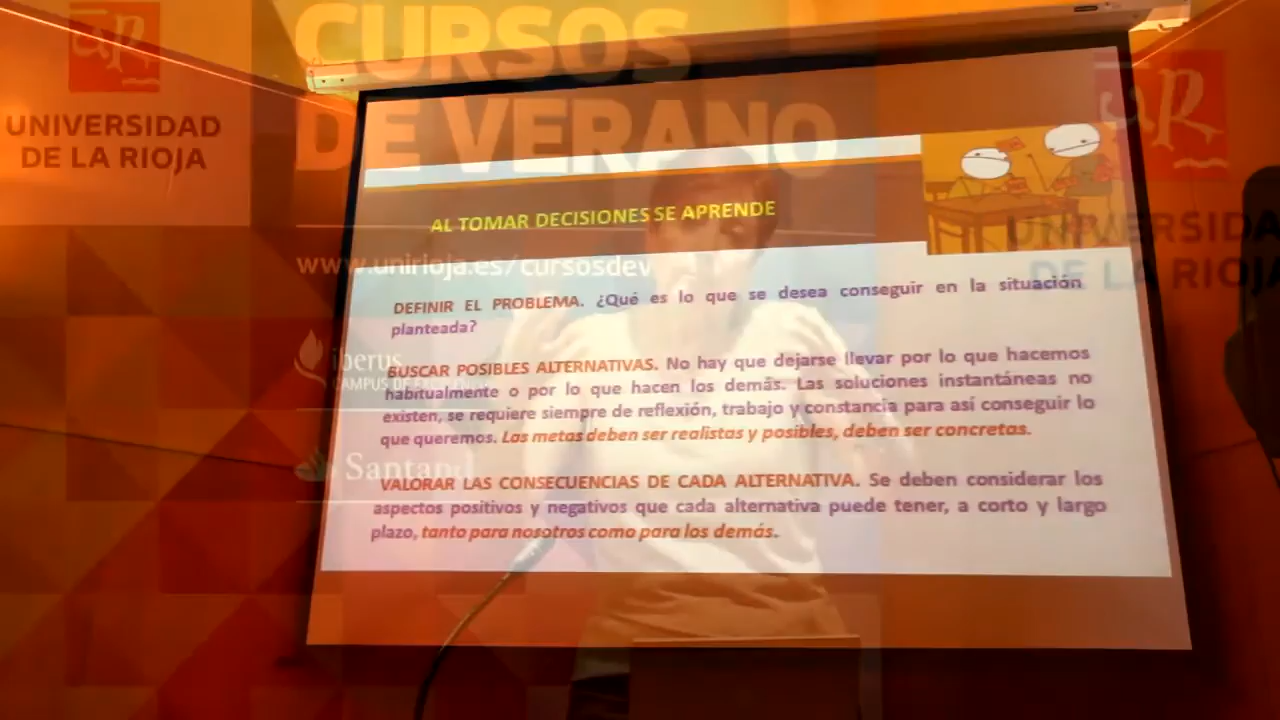 CURSOS
DE VERANO
UNIVERSIDAD
DE LA RIOJA
www.unirioja.es/cursosdev
iberus
CAMPUS DE
UNIVERSIDA
DE LA RIOJA
AL TOMAR DECISIONES SE APRENDE
DEFINIR EL PROBLEMA. ¿Qué es lo que se desea conseguir en la situación
planteada?
BUSCAR POSIBLES ALTERNATIVAS. No hay que dejarse llevar por lo que hacemos
habitualmente o por lo que hacen los demás. Las soluciones instantáneas no
existen, se requiere siempre de reflexión, trabajo y constancia para así conseguir lo
que queremos. Las metas deben ser realistas y posibles, deben ser concretas.
Santand
VALORAR LAS CONSECUENCIAS DE CADA ALTERNATIVA. Se deben considerar los
aspectos positivos y negativos que cada alternativa puede tener, a corto y largo
plazo, tanto para nosotros como para los demás.